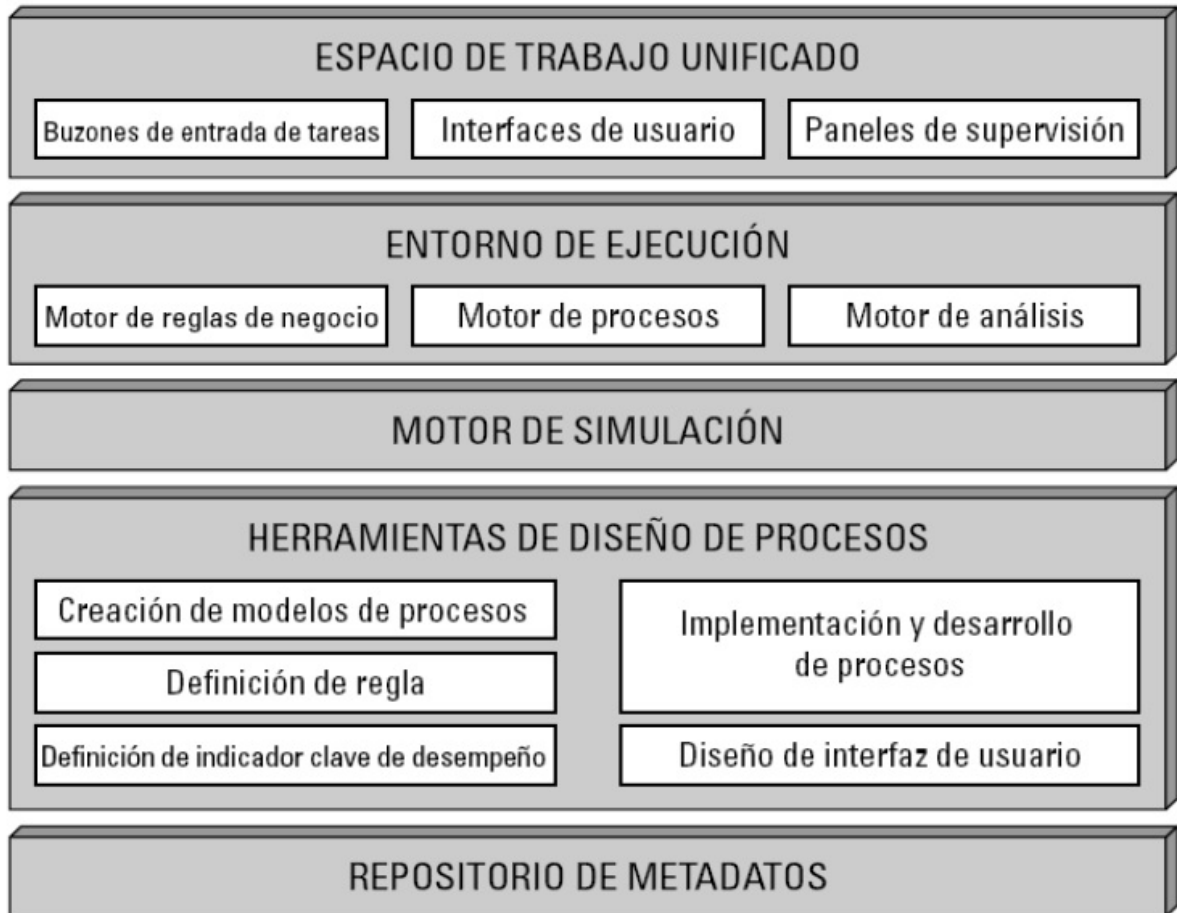 ESPACIO DE TRABAJO UNIFICADO
Buzones de entrada de tareas
Interfaces de usuario
Paneles de supervisión
ENTORNO DE EJECUCIÓN
Motor de reglas de negocio
Motor de procesos
Motor de análisis
MOTOR DE SIMULACIÓN
HERRAMIENTAS DE DISEÑO DE PROCESOS
Creación de modelos de procesos
Definición de regla
Definición de indicador clave de desempeño
Implementación y desarrollo
de procesos
Diseño de interfaz de usuario
REPOSITORIO DE METADATOS